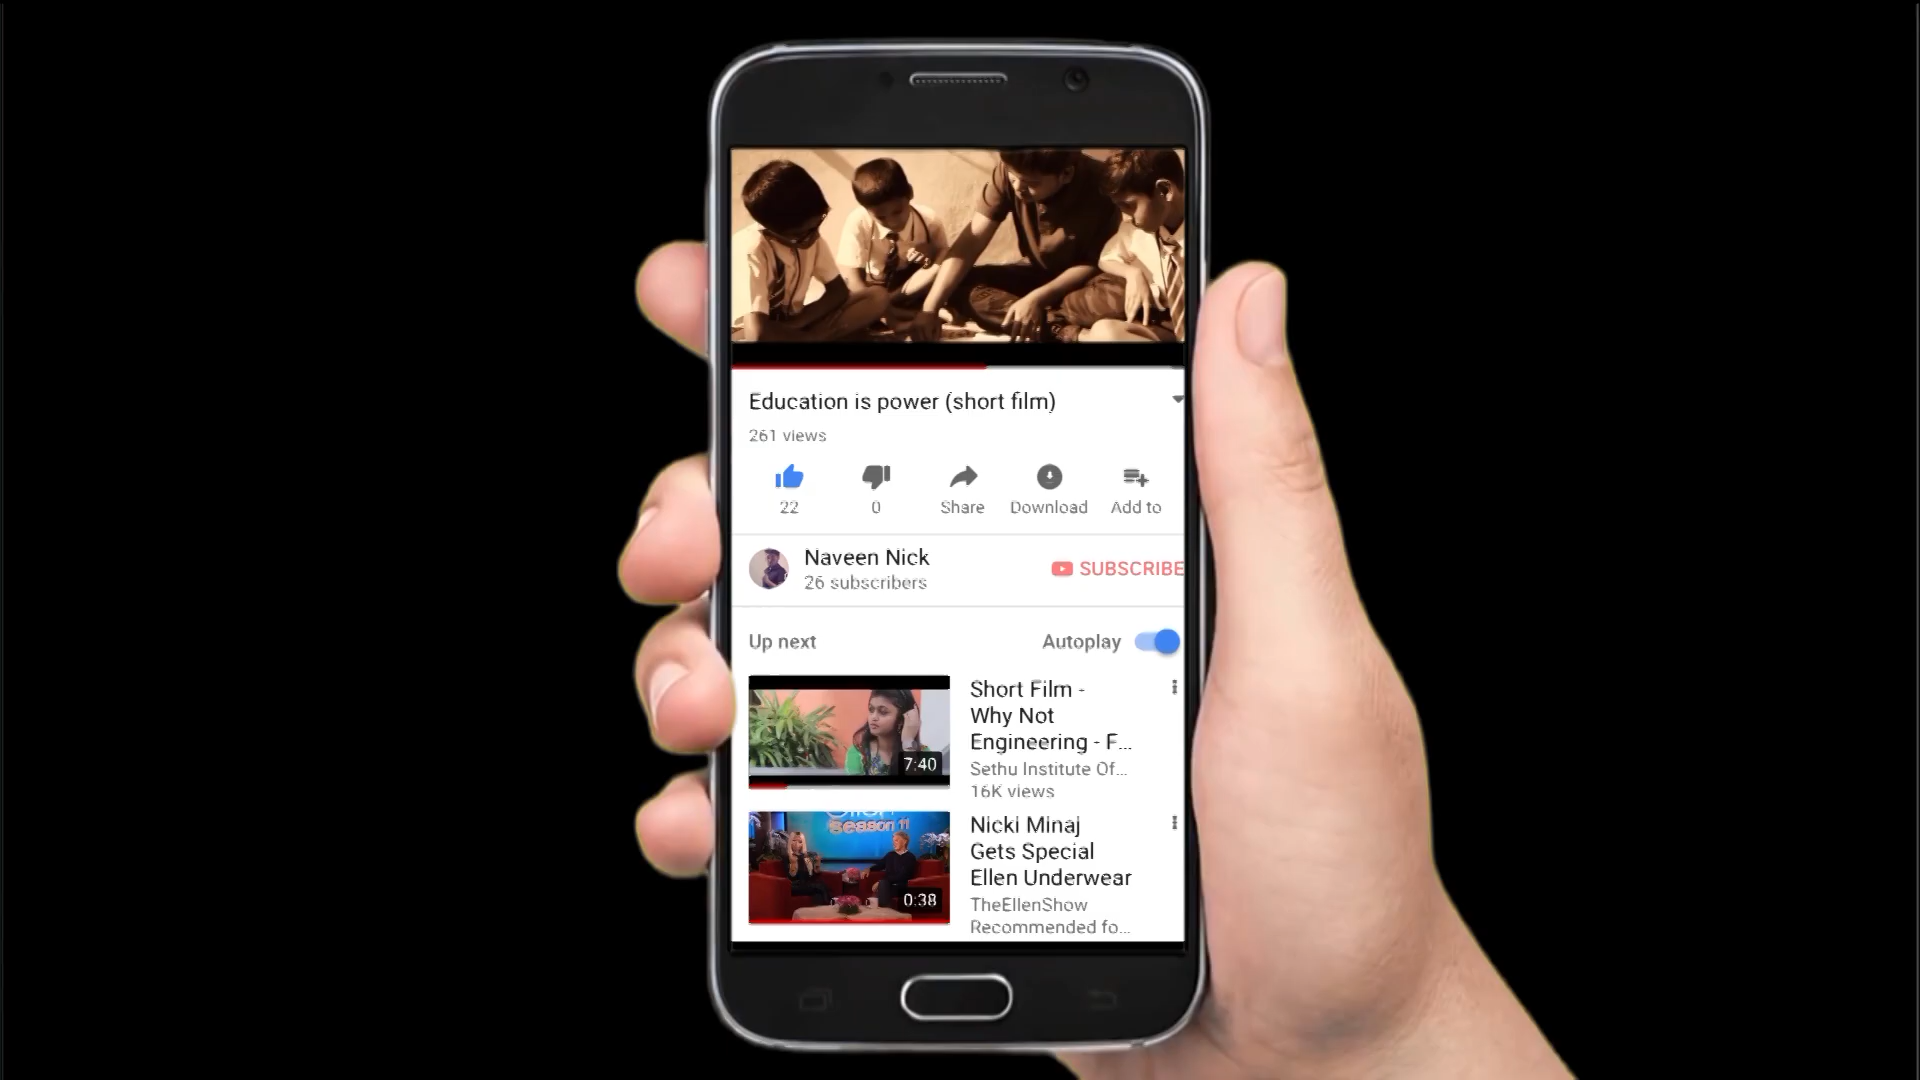 Education is power (short film)
261 views
22
0
Share
Download
Add to
Naveen Nick
26 subscribers
SUBSCRIBE
Up next
Autoplay
7:40
Short Film -
Why Not
Engineering - F...
Sethu Institute Of...
16K views
season 11
0:38
Nicki Minaj
Gets Special
Ellen Underwear
TheEllenShow
Recommended fo...